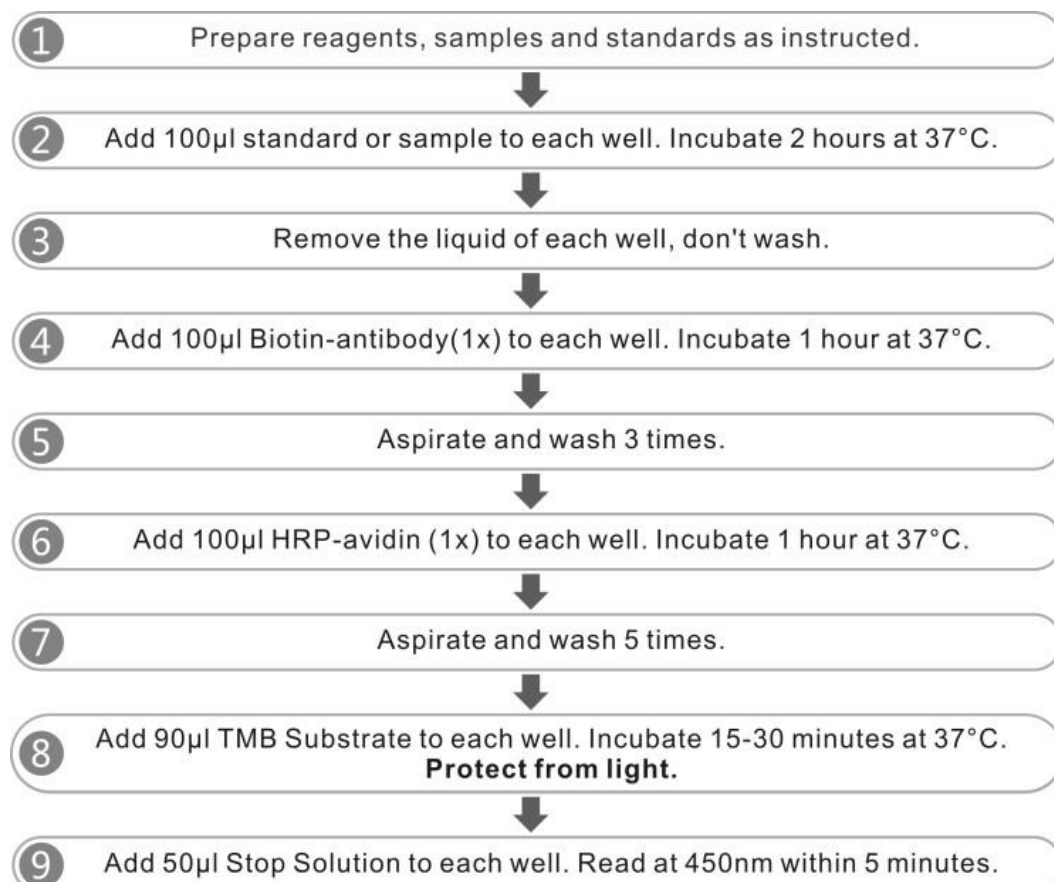 1 Prepare reagents, samples and standards as instructed.
2 Add 100μl standard or sample to each well. Incubate 2 hours at 37°C.
3 Remove the liquid of each well, don't wash.
4 Add 100μl Biotin-antibody(1x) to each well. Incubate 1 hour at 37°C.
5 Aspirate and wash 3 times.
6 Add 100μl HRP-avidin (1x) to each well. Incubate 1 hour at 37°C.
7 Aspirate and wash 5 times.
8 Add 90μl TMB Substrate to each well. Incubate 15-30 minutes at 37°C.
Protect from light.
9 Add 50μl Stop Solution to each well. Read at 450nm within 5 minutes.